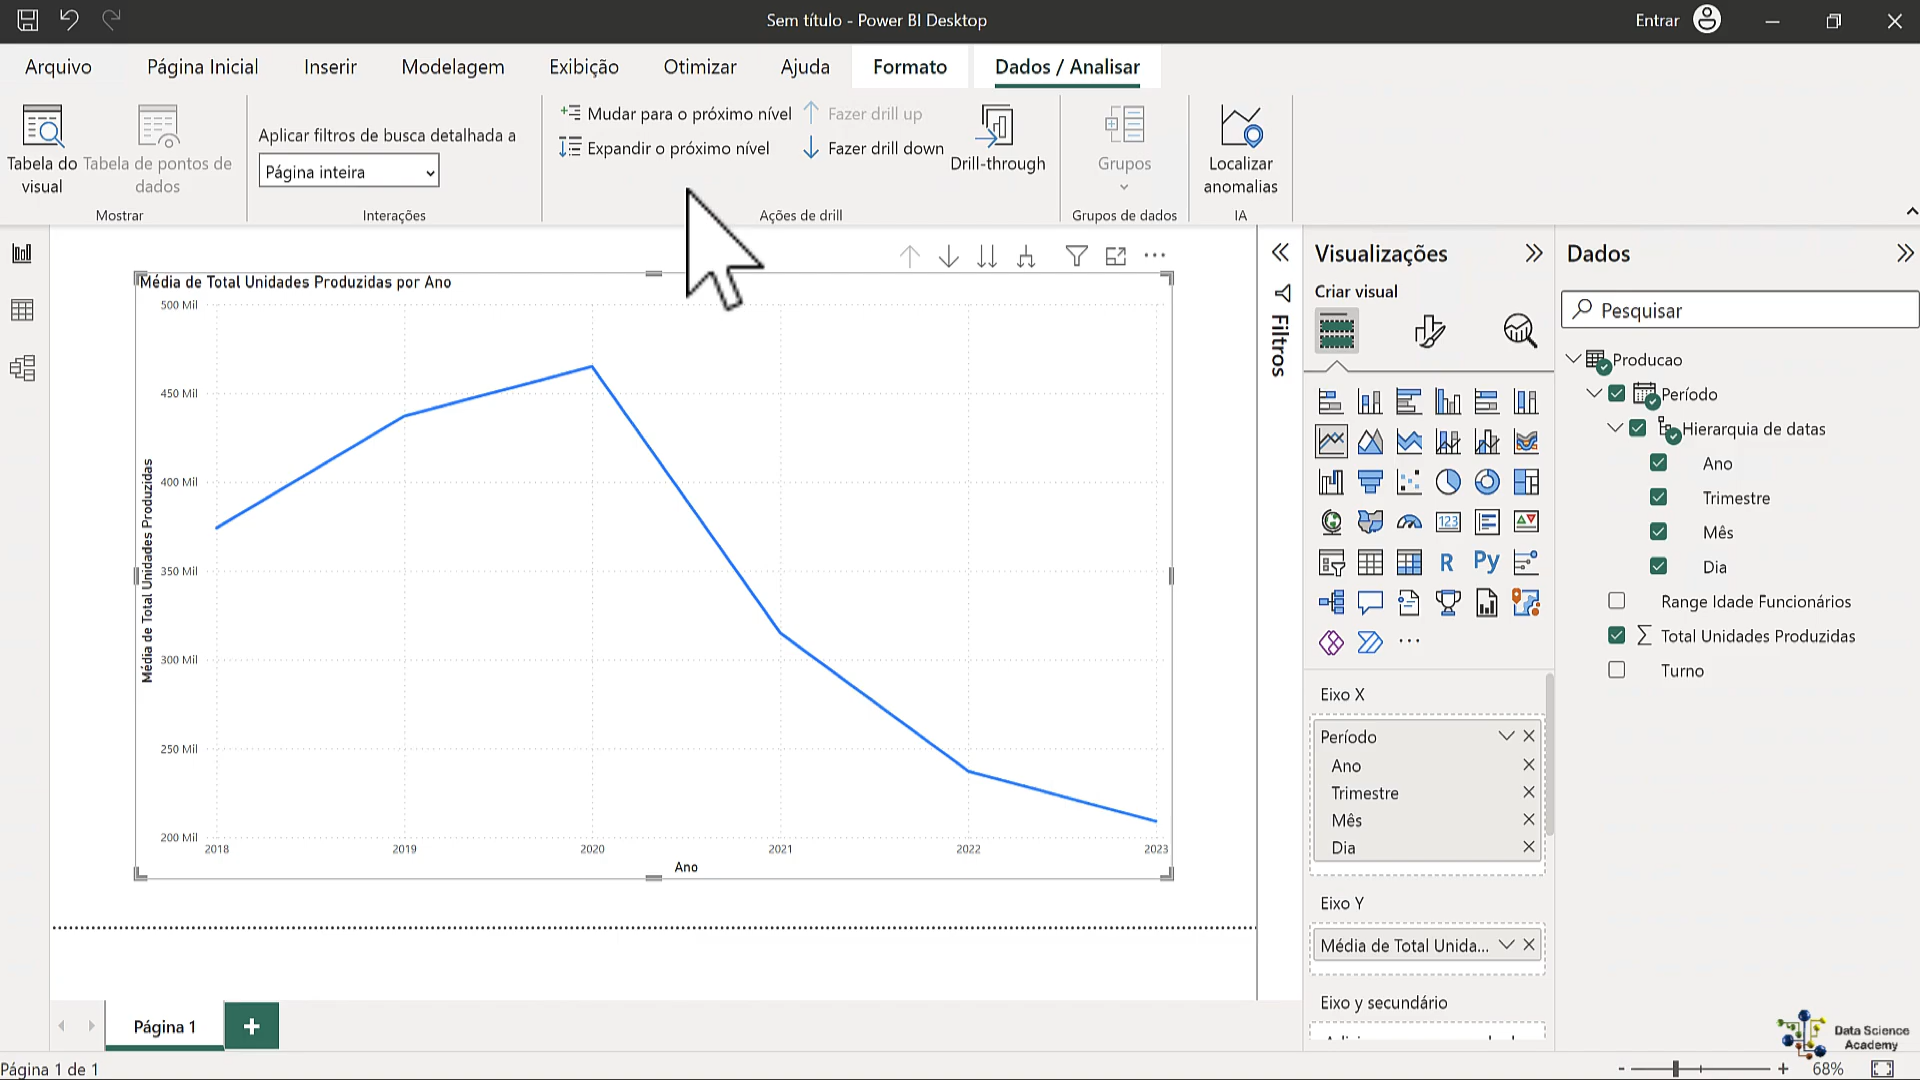 Sem título - Power BI Desktop
Entrar
Arquivo
Página Inicial
Inserir
Modelagem
Exibição
Otimizar
Ajuda
Formato
Dados / Analisar
Tabela do
visual
Tabela de pontos de
dados
Mostrar
Aplicar filtros de busca detalhada a
Página inteira
Interações
Mudar para o próximo nível
Expandir o próximo nível
Fazer drill up
Fazer drill down
Drill-through
Ações de drill
Grupos
Grupos de dados
Localizar
anomalias
IA
Média de Total Unidades Produzidas por Ano
Média de Total Unidades Produzidas
500 Mil
450 Mil
400 Mil
350 Mil
300 Mil
250 Mil
200 Mil
2018
2019
2020
2021
2022
2023
Ano
Filtros
Visualizações
Criar visual
123
R
Py
Eixo X
Período
Ano
Trimestre
Mês
Dia
Eixo Y
Média de Total Unida...
Eixo y secundário
Dados
Pesquisar
Producao
Período
Hierarquia de datas
Ano
Trimestre
Mês
Dia
Range Idade Funcionários
Total Unidades Produzidas
Turno
Data Science
Academy
Página 1
Página 1 de 1
68%